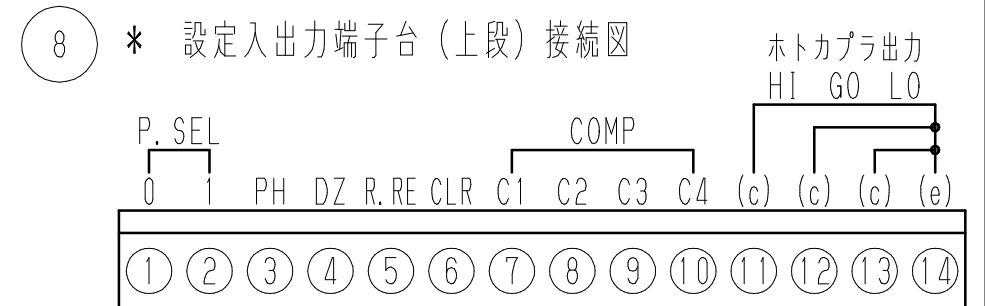 8 * 設定入出力端子台（上段）接続図
ホトカプラ出力
HI GO LO
P.SEL COMP
0 1 PH DZ R.RE CLR C1 C2 C3 C4 (c) (c) (c) (e)
1 2 3 4 5 6 7 8 9 10 11 12 13 14